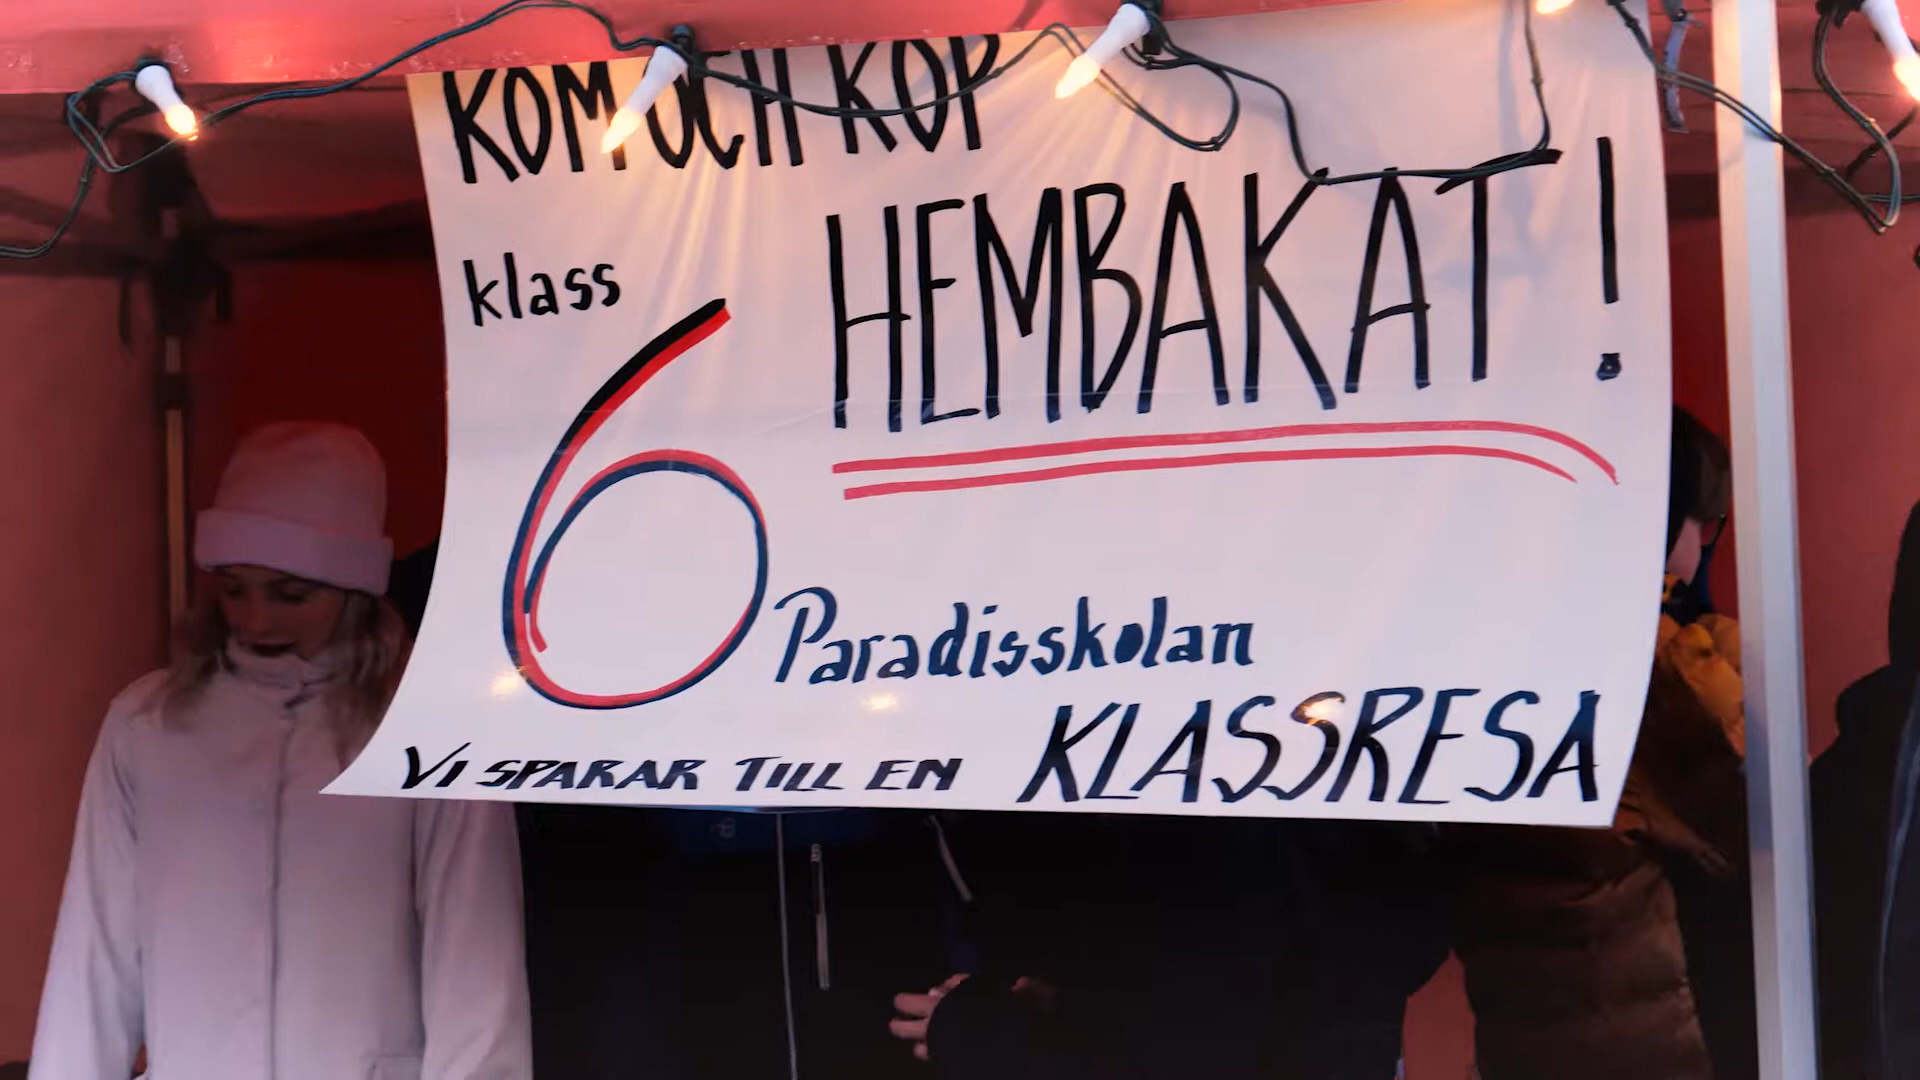 KOM OCH KÖP
HEMBAKAT!
klass
6
Paradisskolan
VI SPARAR TILL EN KLASSRESA